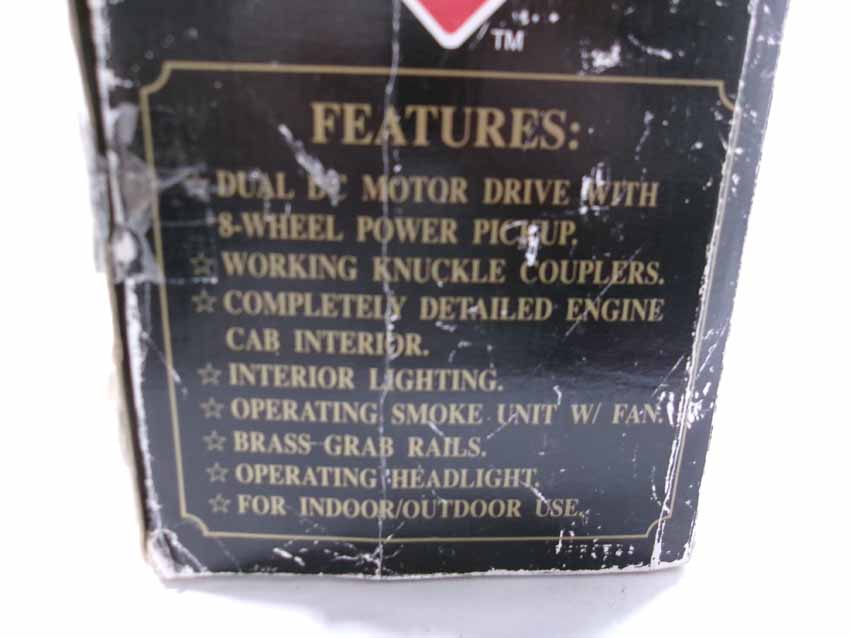 TM
FEATURES:
☆ DUAL DC MOTOR DRIVE WITH
8-WHEEL POWER PICKUP.
☆ WORKING KNUCKLE COUPLERS.
☆ COMPLETELY DETAILED ENGINE
CAB INTERIOR.
☆ INTERIOR LIGHTING.
☆ OPERATING SMOKE UNIT W/ FAN.
☆ BRASS GRAB RAILS.
☆ OPERATING HEADLIGHT.
☆ FOR INDOOR/OUTDOOR USE.